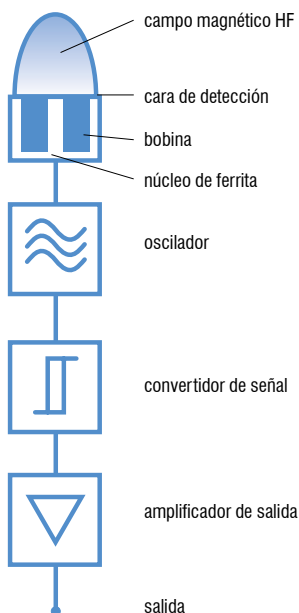 campo magnético HF
cara de detección
bobina
núcleo de ferrita
oscilador
convertidor de señal
amplificador de salida
salida